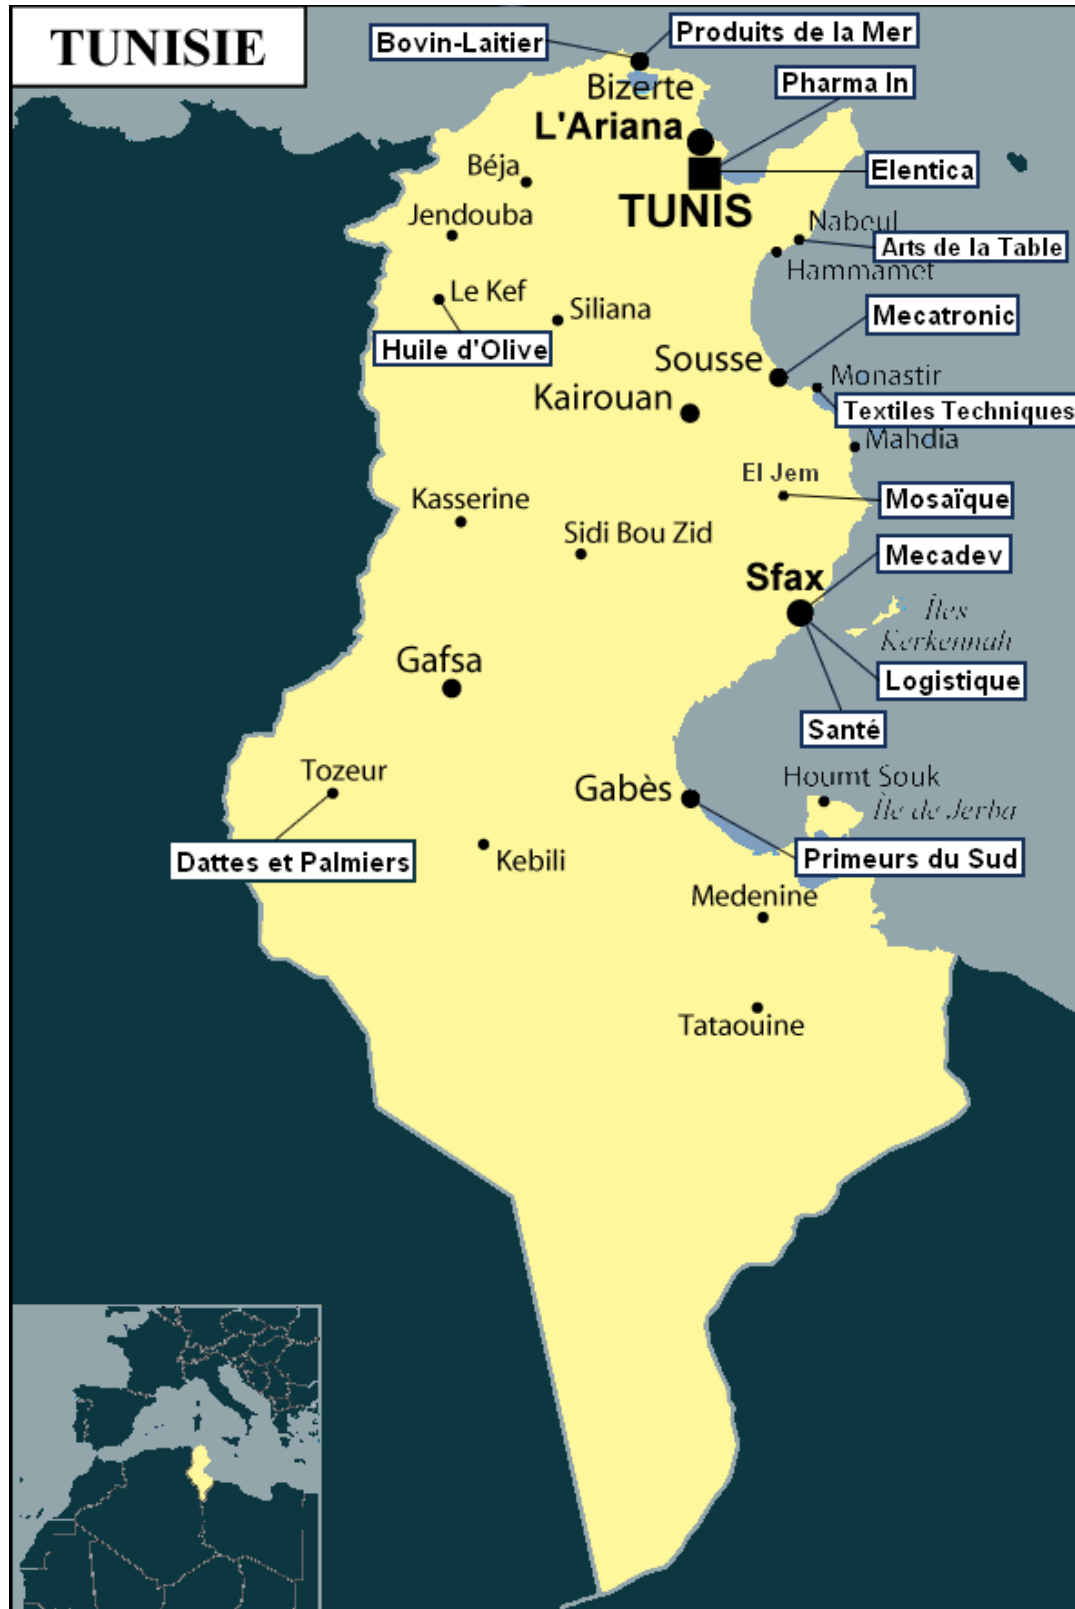 TUNISIE
Bovin-Laitier
Produits de la Mer
Bizerte
Pharma In
L'Ariana
Béja
Elentica
TUNIS
Jendouba
Nabeul
Arts de la Table
Hammamet
Le Kef
Siliana
Mecatronic
Huile d'Olive
Sousse
Monastir
Kairouan
Textiles Techniques
Mahdia
El Jem
Kasserine
Mosaïque
Sidi Bou Zid
Mecadev
Sfax
Îles
Kerkennah
Gafsa
Logistique
Santé
Tozeur
Houmt Souk
Gabès
Île de Jerba
Dattes et Palmiers
Kebili
Primeurs du Sud
Medenine
Tataouine